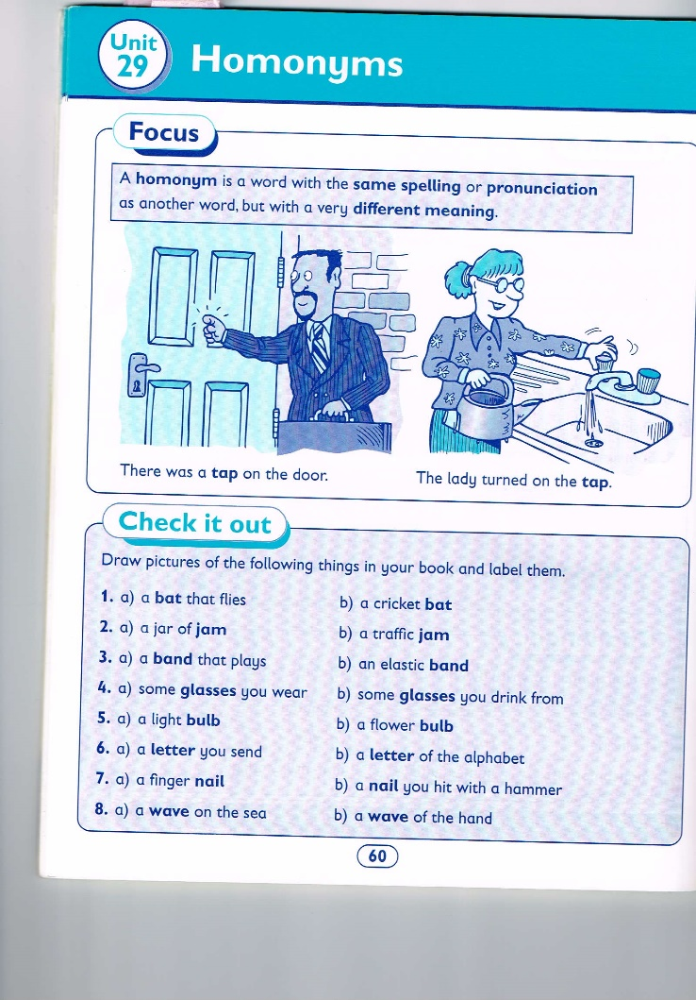 Unit
29
Homonyms
Focus
A homonym is a word with the same spelling or pronunciation
as another word, but with a very different meaning.
There was a tap on the door.
The lady turned on the tap.
Check it out
Draw pictures of the following things in your book and label them.
1. a) a bat that flies b) a cricket bat
2. a) a jar of jam b) a traffic jam
3. a) a band that plays b) an elastic band
4. a) some glasses you wear b) some glasses you drink from
5. a) a light bulb b) a flower bulb
6. a) a letter you send b) a letter of the alphabet
7. a) a finger nail b) a nail you hit with a hammer
8. a) a wave on the sea b) a wave of the hand
60